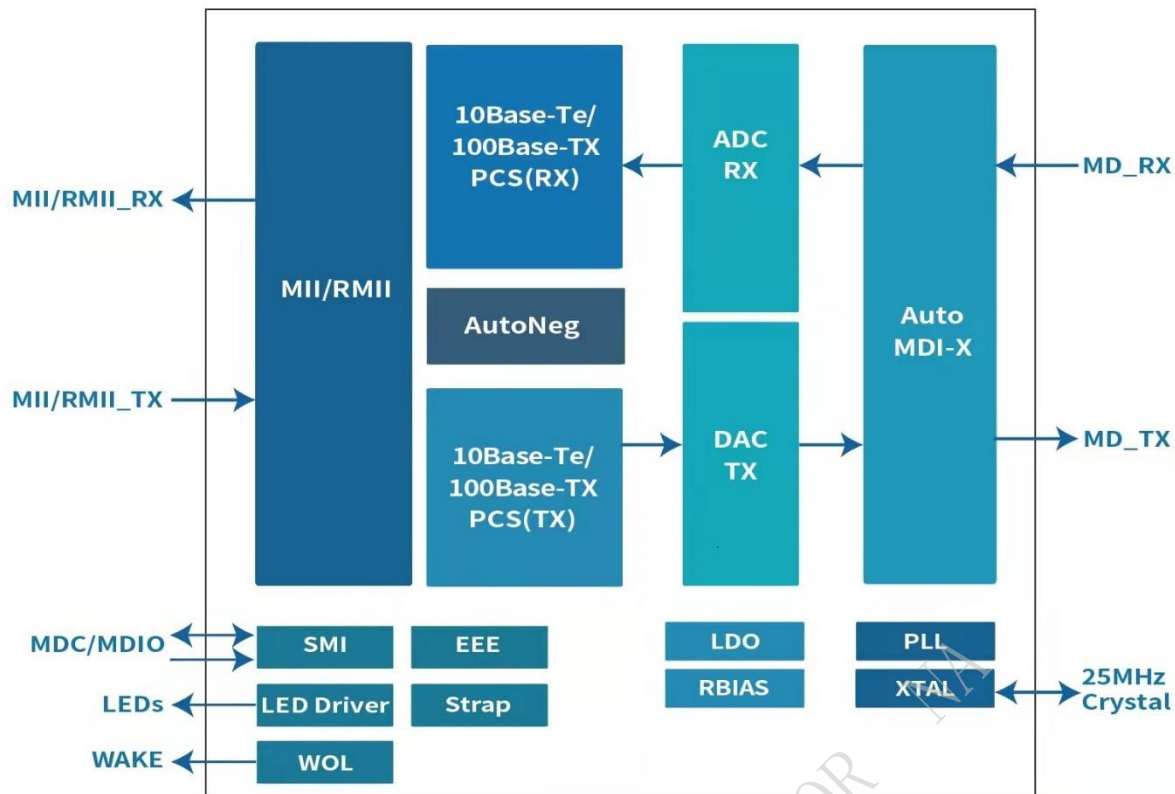 10Base-Te/
100Base-TX
PCS(RX)
ADC
RX
MII/RMII_RX
MD_RX
MII/RMII
AutoNeg
Auto
MDI-X
MII/RMII_TX
10Base-Te/
100Base-TX
PCS(TX)
DAC
TX
MD_TX
MDC/MDIO
SMI
EEE
LDO
PLL
LEDs
LED Driver
Strap
RBIAS
XTAL
25MHz
Crystal
WAKE
WOL
OR NA